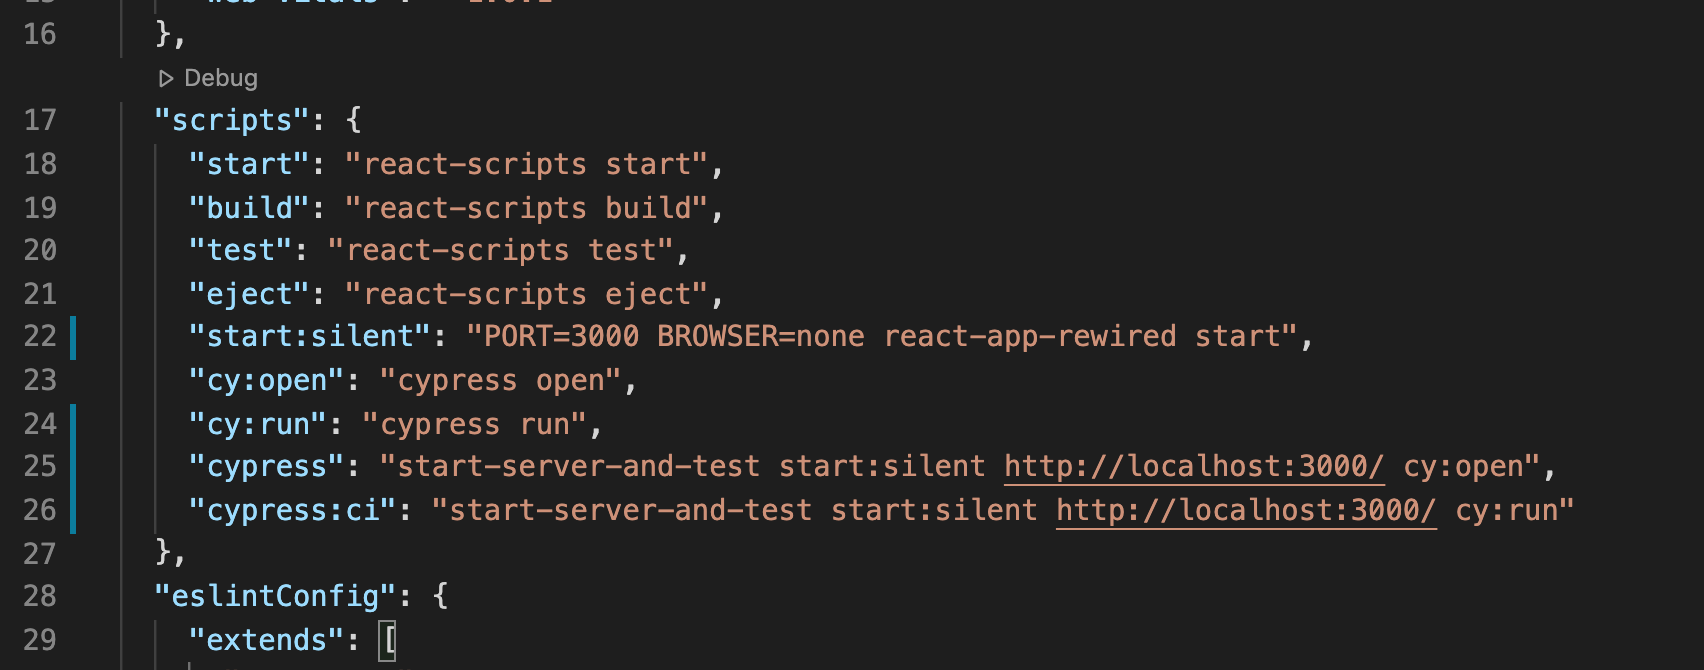 16 },
Debug
17 "scripts": {
18 "start": "react-scripts start",
19 "build": "react-scripts build",
20 "test": "react-scripts test",
21 "eject": "react-scripts eject",
22 "start:silent": "PORT=3000 BROWSER=none react-app-rewired start",
23 "cy:open": "cypress open",
24 "cy:run": "cypress run",
25 "cypress": "start-server-and-test start:silent http://localhost:3000/ cy:open",
26 "cypress:ci": "start-server-and-test start:silent http://localhost:3000/ cy:run"
27 },
28 "eslintConfig": {
29 "extends": [